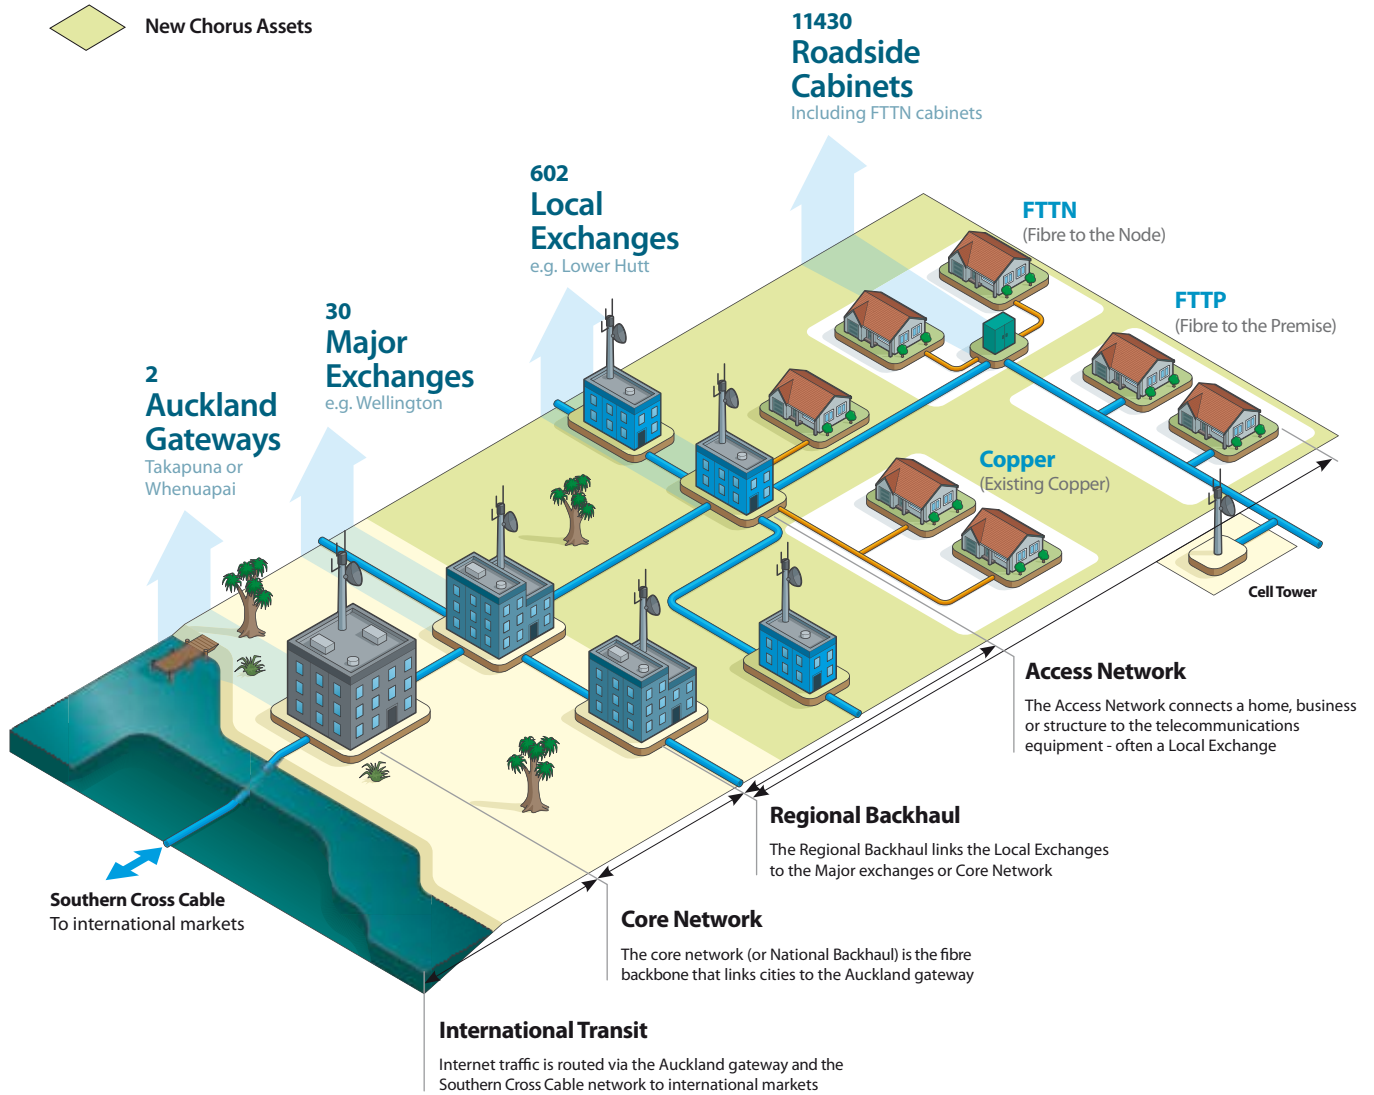 New Chorus Assets
11430
Roadside
Cabinets
Including FTTN cabinets
602
Local
Exchanges
e.g. Lower Hutt
30
Major
Exchanges
e.g. Wellington
2
Auckland
Gateways
Takapuna or
Whenuapai
FTTN
(Fibre to the Node)
FTTP
(Fibre to the Premise)
Copper
(Existing Copper)
Cell Tower
Access Network
The Access Network connects a home, business
or structure to the telecommunications
equipment - often a Local Exchange
Regional Backhaul
The Regional Backhaul links the Local Exchanges
to the Major exchanges or Core Network
Southern Cross Cable
To international markets
Core Network
The core network (or National Backhaul) is the fibre
backbone that links cities to the Auckland gateway
International Transit
Internet traffic is routed via the Auckland gateway and the
Southern Cross Cable network to international markets